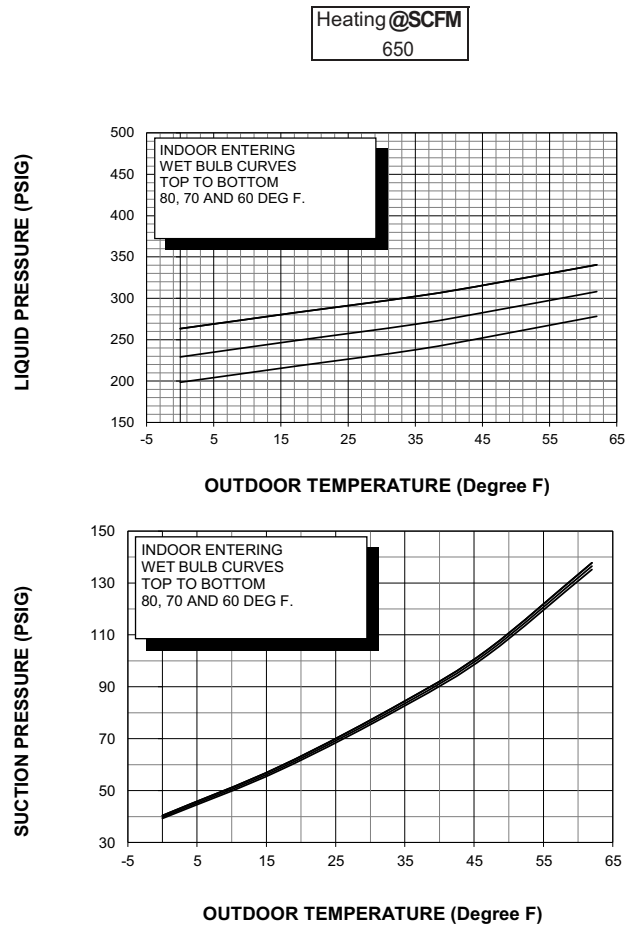 Heating @SCFM
650
LIQUID PRESSURE (PSIG)
500
450
400
350
300
250
200
150
INDOOR ENTERING
WET BULB CURVES
TOP TO BOTTOM
80, 70 AND 60 DEG F.
-5 5 15 25 35 45 55 65
OUTDOOR TEMPERATURE (Degree F)
SUCTION PRESSURE (PSIG)
150
130
110
90
70
50
30
INDOOR ENTERING
WET BULB CURVES
TOP TO BOTTOM
80, 70 AND 60 DEG F.
-5 5 15 25 35 45 55 65
OUTDOOR TEMPERATURE (Degree F)